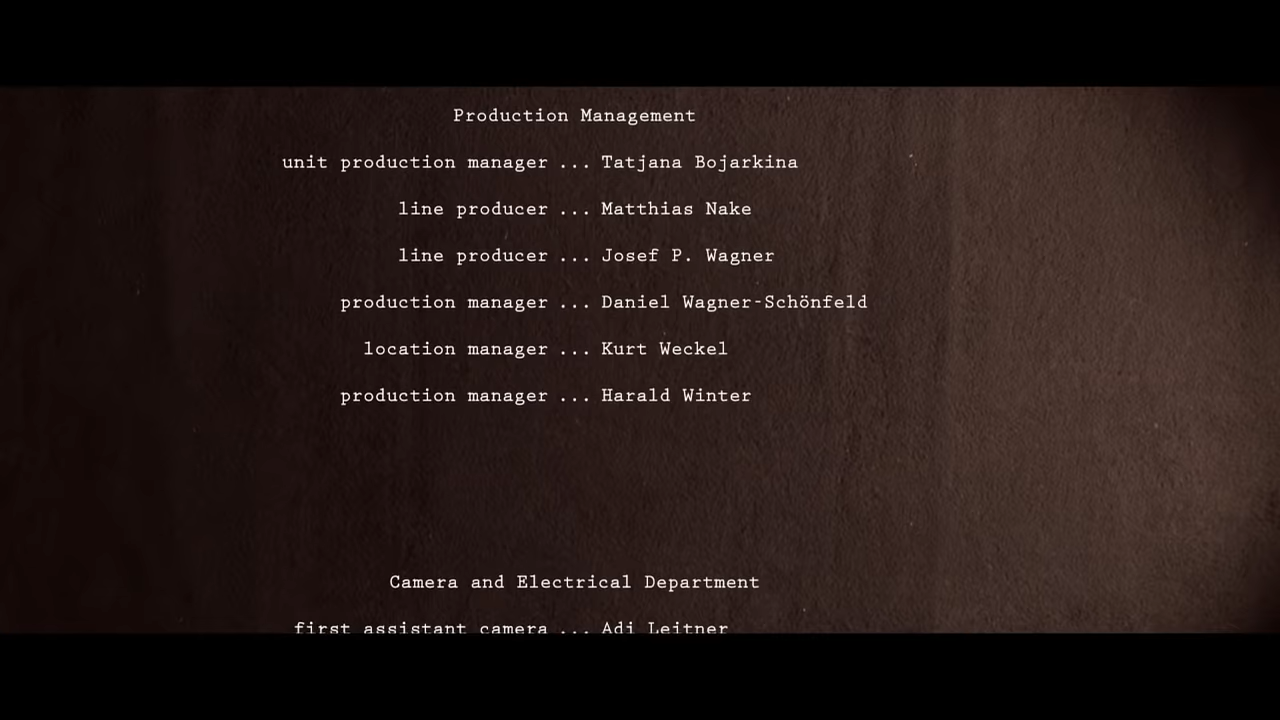 Production Management
unit production manager ... Tatjana Bojarkina
line producer ... Matthias Nake
line producer ... Josef P. Wagner
production manager ... Daniel Wagner-Schönfeld
location manager ... Kurt Weckel
production manager ... Harald Winter
Camera and Electrical Department
first assistant camera ... Adi Leitner